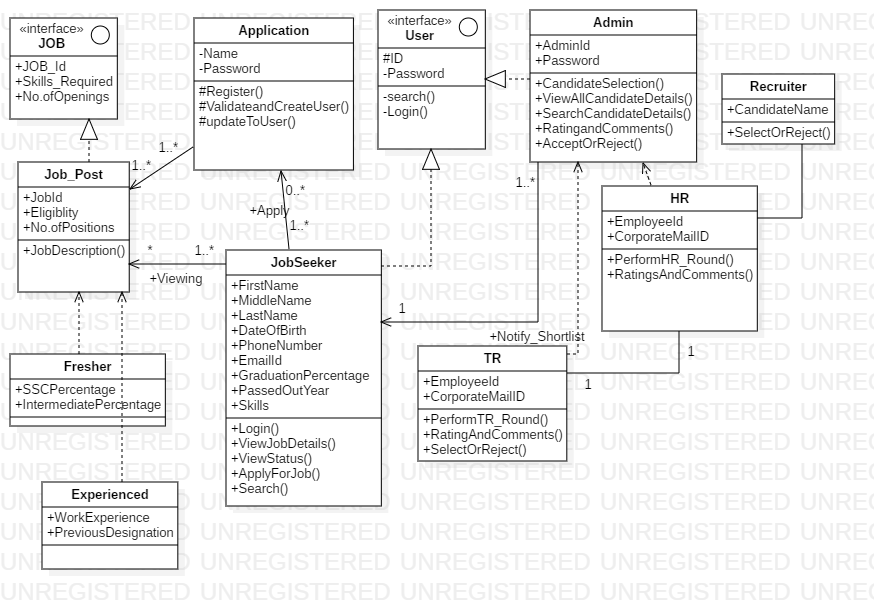 «interface»
JOB
+JOB_Id
+Skills_Required
+No.ofOpenings
Application
-Name
-Password
#Register()
#ValidateandCreateUser()
#updateToUser()
«interface»
User
#ID
-Password
-search()
-Login()
Admin
+AdminId
+Password
+CandidateSelection()
+ViewAllCandidateDetails()
+SearchCandidateDetails()
+RatingandComments()
+AcceptOrReject()
Recruiter
+CandidateName
+SelectOrReject()
1..*
1..*
Job_Post
+JobId
+Eligiblity
+No.ofPositions
+JobDescription()
0..*
+Apply
1..*
1..*
HR
+EmployeeId
+CorporateMailID
+PerformHR_Round()
+RatingsAndComments()
*
1..*
+Viewing
JobSeeker
+FirstName
+MiddleName
+LastName
+DateOfBirth
+PhoneNumber
+EmailId
+GraduationPercentage
+PassedOutYear
+Skills
+Login()
+ViewJobDetails()
+ViewStatus()
+ApplyForJob()
+Search()
1
+Notify_Shortlist
TR
+EmployeeId
+CorporateMailID
+PerformTR_Round()
+RatingAndComments()
+SelectOrReject()
1
1
Fresher
+SSCPercentage
+IntermediatePercentage
Experienced
+WorkExperience
+PreviousDesignation
UNREGISTERED